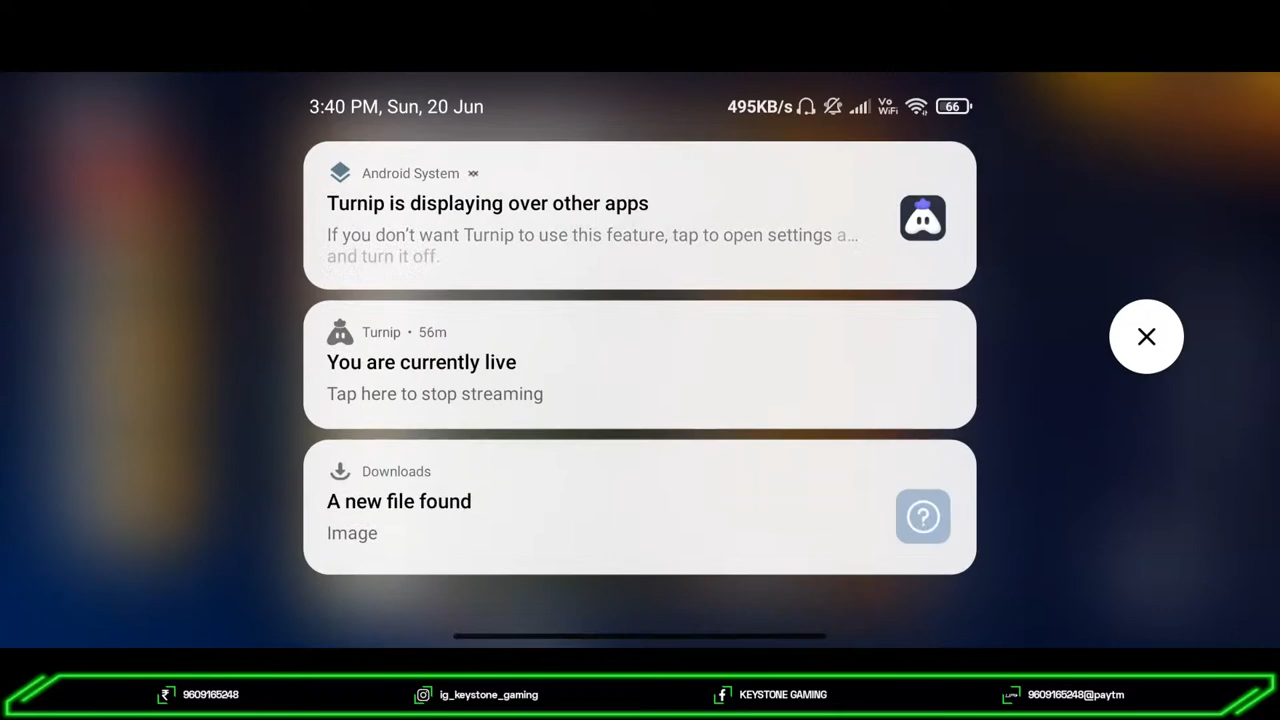 3:40 PM, Sun, 20 Jun
495KB/s Vo WiFi 66
Android System
Turnip is displaying over other apps
If you don't want Turnip to use this feature, tap to open settings a...
and turn it off.
Turnip • 56m
You are currently live
Tap here to stop streaming
Downloads
A new file found
Image
₹ 9609165248
ig_keystone_gaming
KEYSTONE GAMING
9609165248@paytm